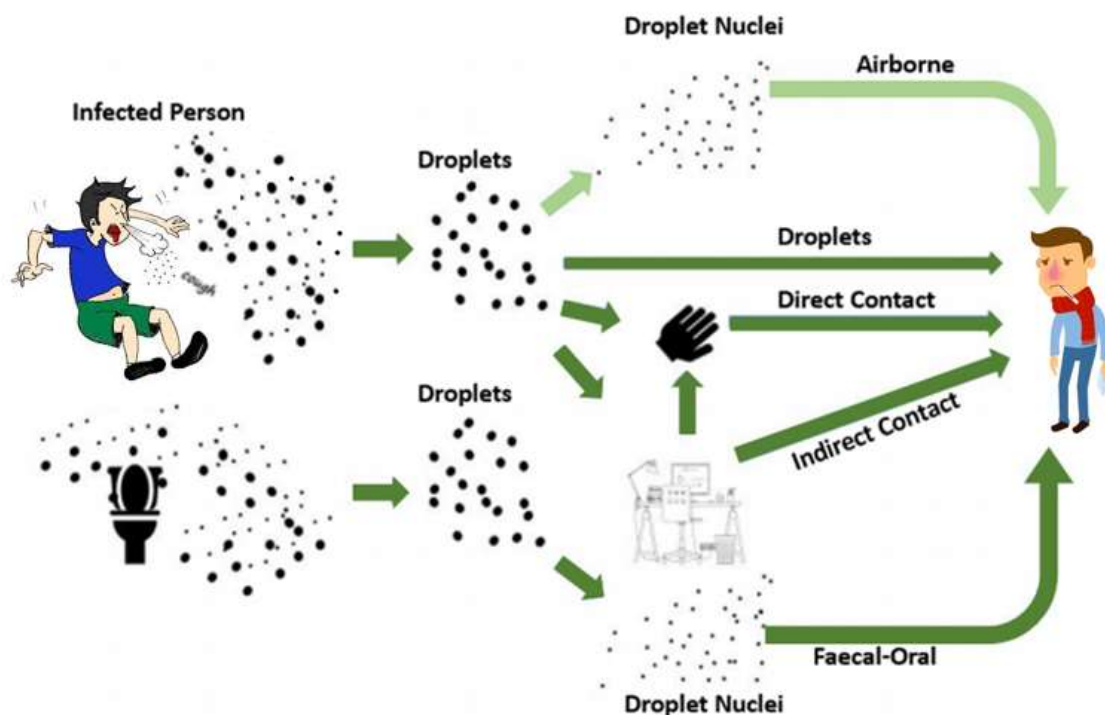 Droplet Nuclei
Airborne
Infected Person
Droplets
Droplets
cough
Direct Contact
Droplets
Indirect Contact
Faecal-Oral
Droplet Nuclei